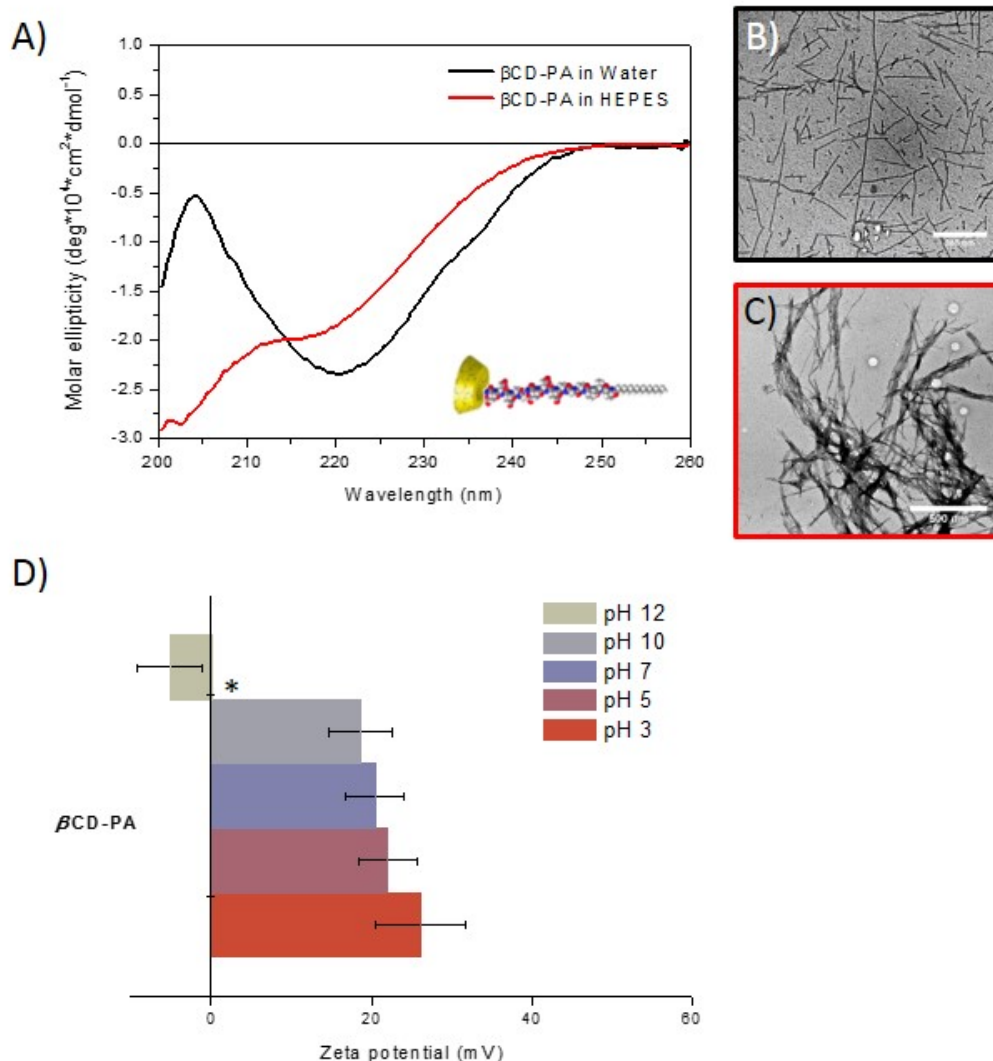 A)
Molar ellipticity (deg*10⁴*cm²*dmol⁻¹)
1.0
0.5
0.0
-0.5
-1.0
-1.5
-2.0
-2.5
-3.0
βCD-PA in Water
βCD-PA in HEPES
200 210 220 230 240 250 260
Wavelength (nm)
B)
C)
D)
βCD-PA
*
pH 12
pH 10
pH 7
pH 5
pH 3
0 20 40 60
Zeta potential (mV)